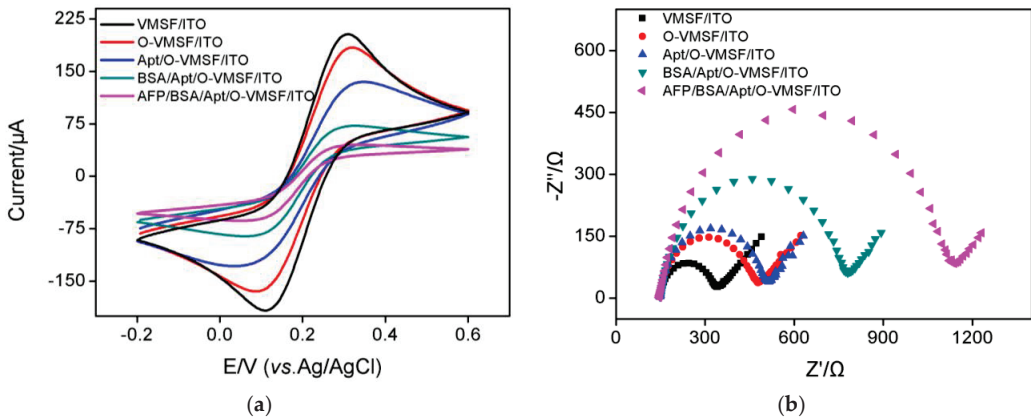 225
150
75
0
-75
-150
Current/μA
VMSF/ITO
O-VMSF/ITO
Apt/O-VMSF/ITO
BSA/Apt/O-VMSF/ITO
AFP/BSA/Apt/O-VMSF/ITO
-0.2
0.0
0.2
0.4
0.6
E/V (vs.Ag/AgCl)
(a)
600
450
300
150
0
-Z''/Ω
VMSF/ITO
O-VMSF/ITO
Apt/O-VMSF/ITO
BSA/Apt/O-VMSF/ITO
AFP/BSA/Apt/O-VMSF/ITO
0
300
600
900
1200
Z'/Ω
(b)